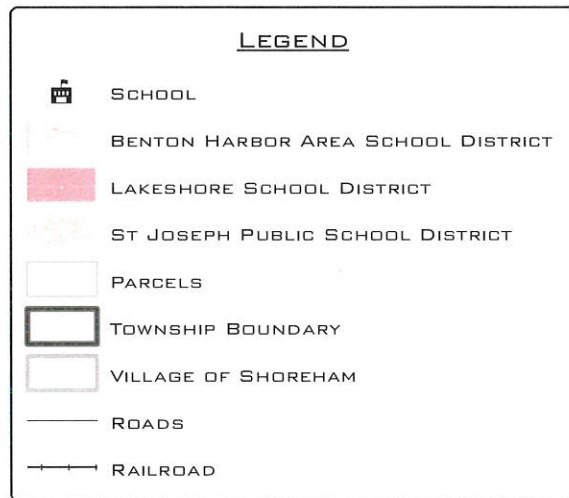 LEGEND
SCHOOL
BENTON HARBOR AREA SCHOOL DISTRICT
LAKESHORE SCHOOL DISTRICT
ST JOSEPH PUBLIC SCHOOL DISTRICT
PARCELS
TOWNSHIP BOUNDARY
VILLAGE OF SHOREHAM
ROADS
RAILROAD